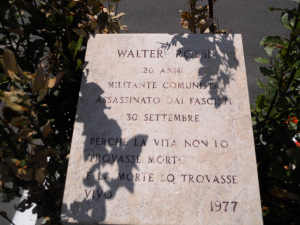 WALTER ROSSI
20 ANNI
MILITANTE COMUNISTA
ASSASSINATO DAI FASCISTI
30 SETTEMBRE
PERCHE LA VITA NON LO
TROVASSE MORTO
E LA MORTE LO TROVASSE
VIVO
1977